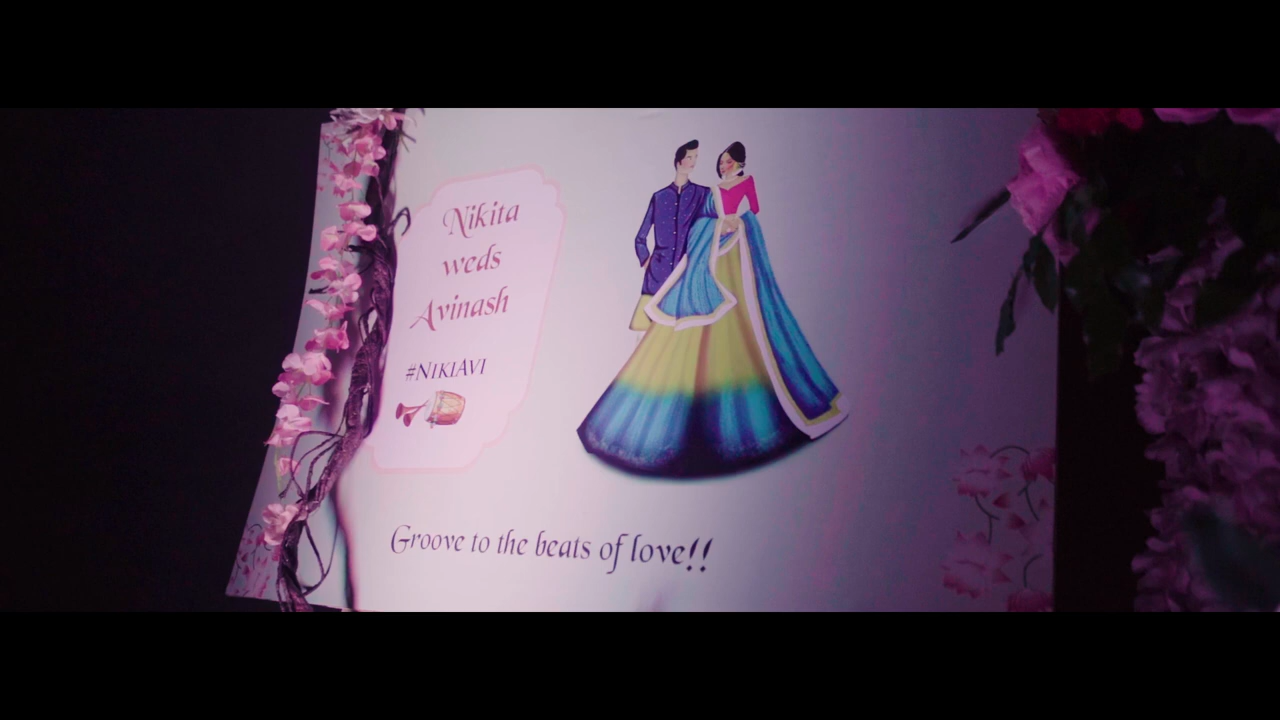 Nikita
weds
Avinash
#NIKIAVI
Groove to the beats of love!!